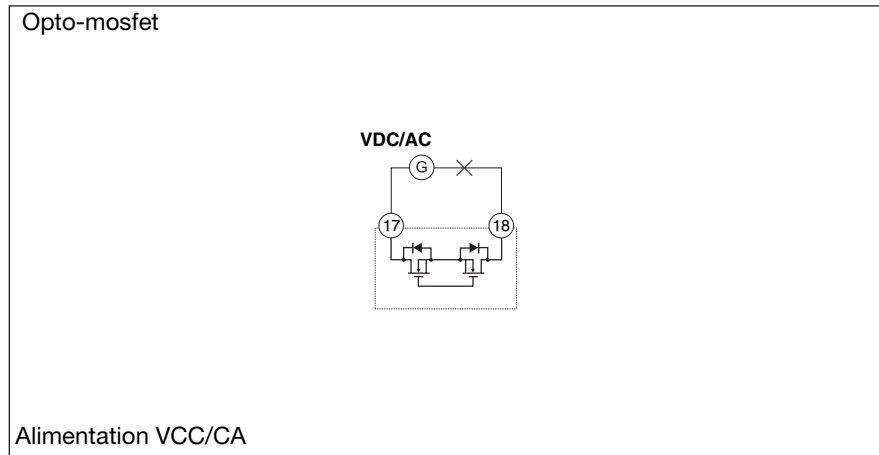 Opto-mosfet
VDC/AC
G
17
18
Alimentation VCC/CA